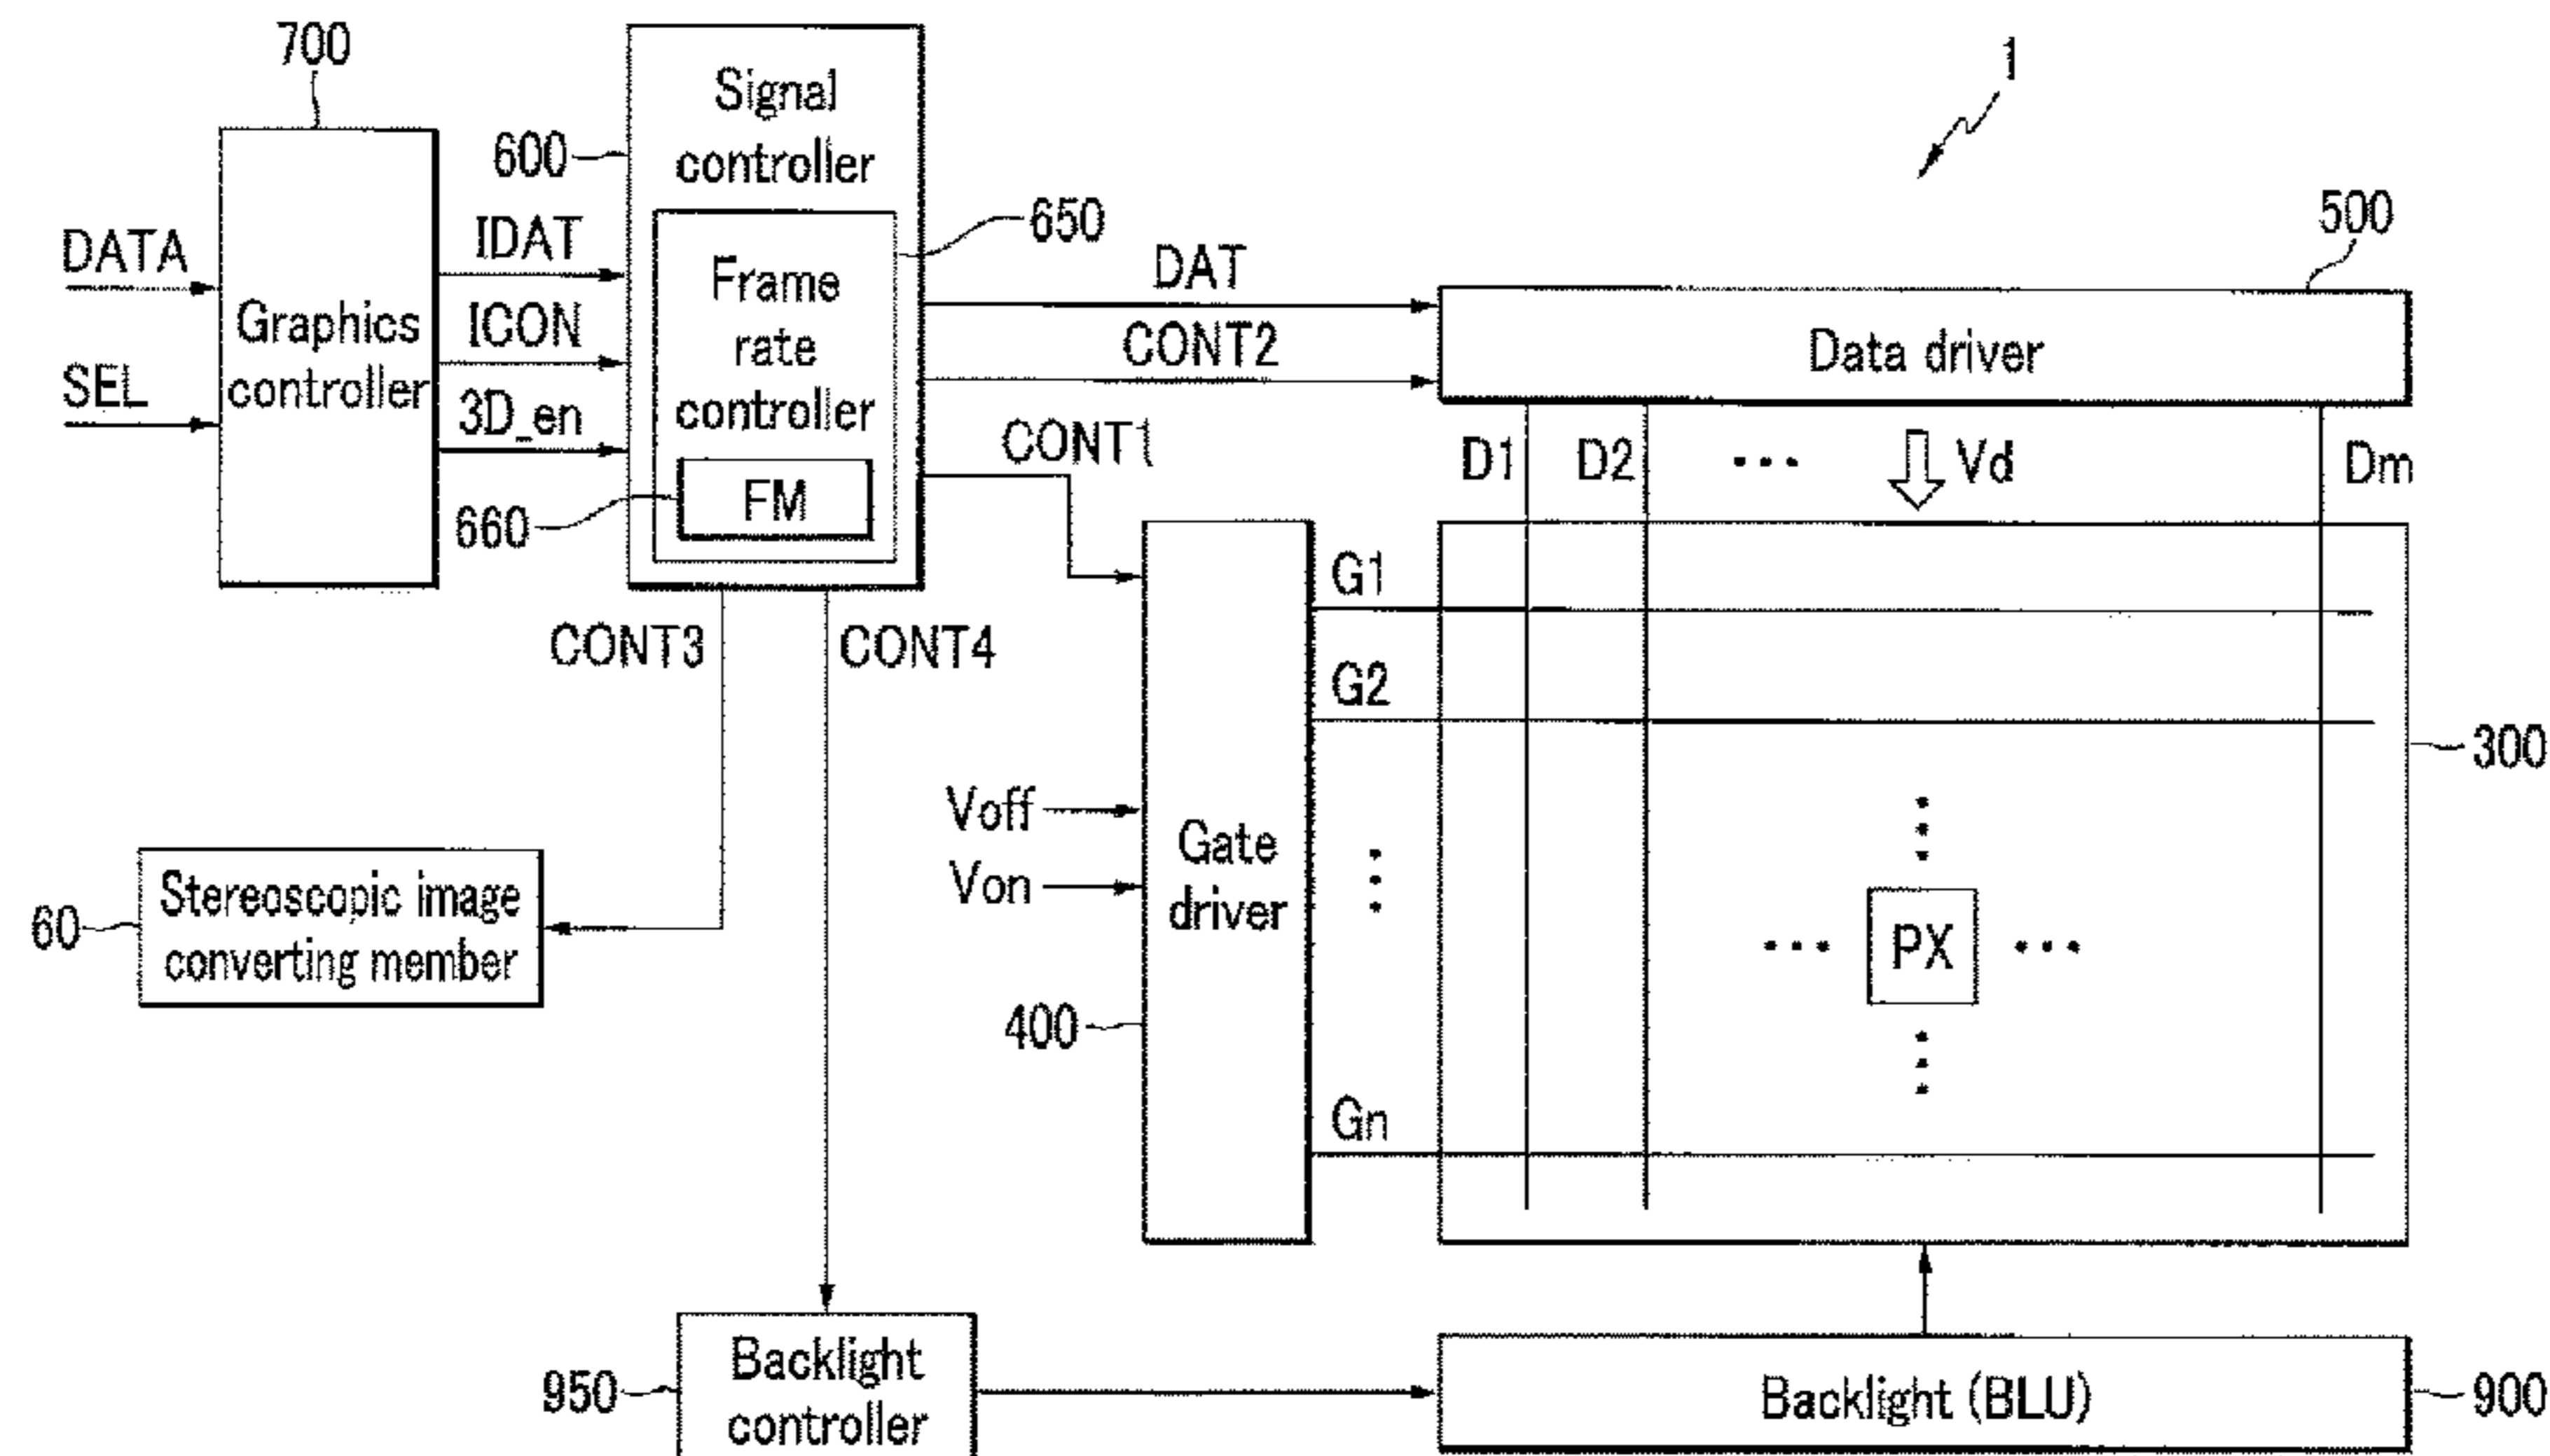 700
Signal
controller
600
1
DATA
SEL
Graphics
controller
IDAT
ICON
3D_en
Frame
rate
controller
650
FM
660
DAT
CONT2
CONT1
500
Data driver
D1
D2
...
Vd
Dm
CONT3
CONT4
G1
G2
Gn
300
Voff
Von
Gate
driver
400
... PX ...
60
Stereoscopic image
converting member
950
Backlight
controller
Backlight (BLU)
900